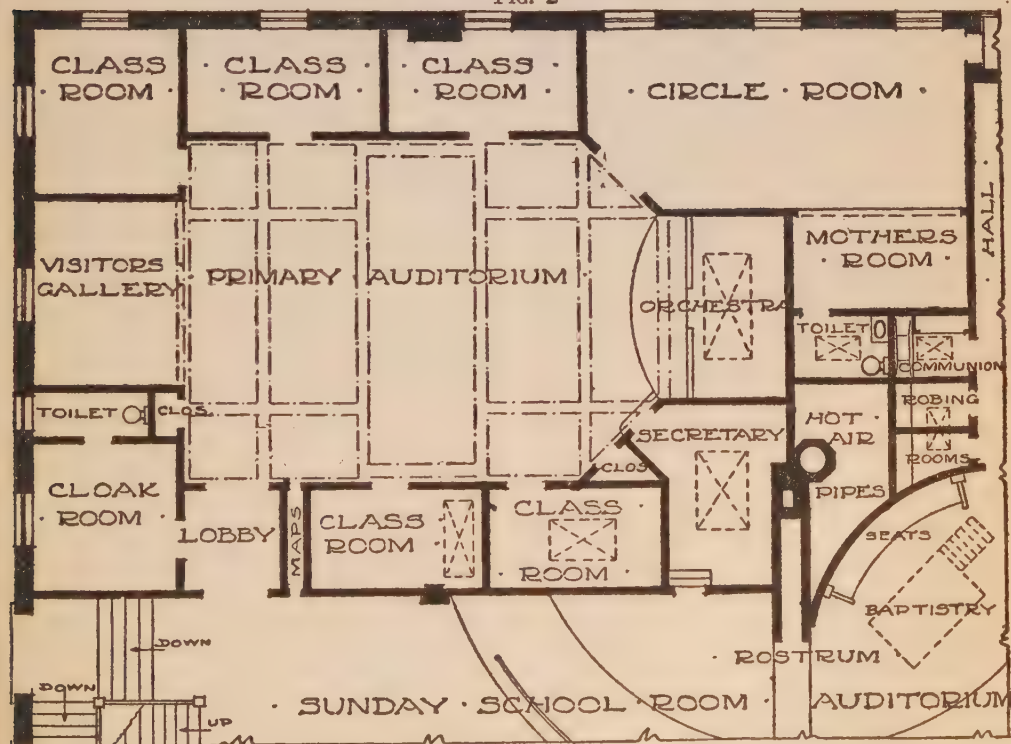 FIG. 2
CLASS
ROOM
CLASS
ROOM
CLASS
ROOM
CIRCLE · ROOM
HALL
MOTHERS
ROOM
VISITORS
GALLERY
PRIMARY · AUDITORIUM
ORCHESTRA
TOILET
COMMUNION
TOILET
CLOS.
ROBING
ROOMS
HOT
AIR
PIPES
SECRETARY
CLOS
CLOAK
ROOM
LOBBY
MAPS
CLASS
ROOM
CLASS
ROOM
SEATS
BAPTISTRY
DOWN
ROSTRUM
DOWN
UP
SUNDAY · SCHOOL · ROOM
AUDITORIUM